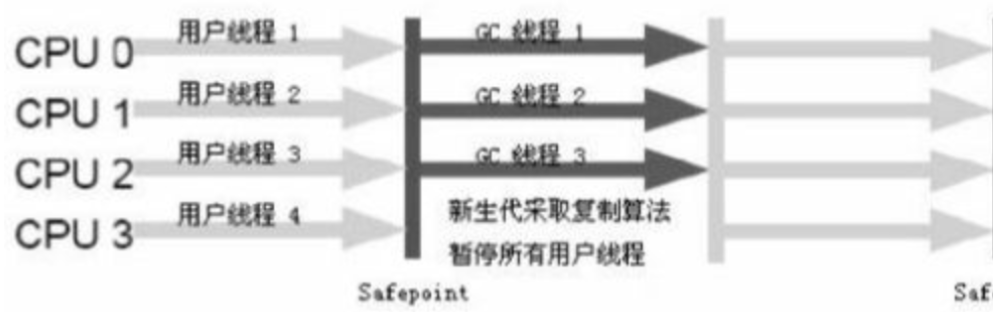 CPU 0
用户线程 1
GC 线程 1
CPU 1
用户线程 2
GC 线程 2
CPU 2
用户线程 3
GC 线程 3
CPU 3
用户线程 4
新生代采取复制算法
暂停所有用户线程
Safepoint
Saf